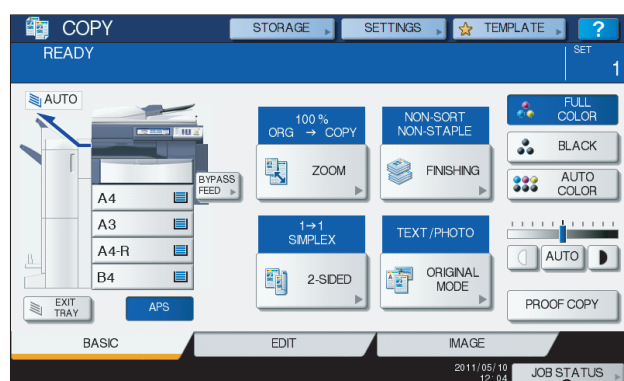 COPY
STORAGE
SETTINGS
TEMPLATE
?
READY
SET
1
AUTO
BYPASS
FEED
A4
A3
A4-R
B4
EXIT
TRAY
APS
100 %
ORG → COPY
ZOOM
NON-SORT
NON-STAPLE
FINISHING
1→1
SIMPLEX
2-SIDED
TEXT/PHOTO
ORIGINAL
MODE
FULL
COLOR
BLACK
AUTO
COLOR
AUTO
PROOF COPY
BASIC
EDIT
IMAGE
2011/05/10
12:04
JOB STATUS